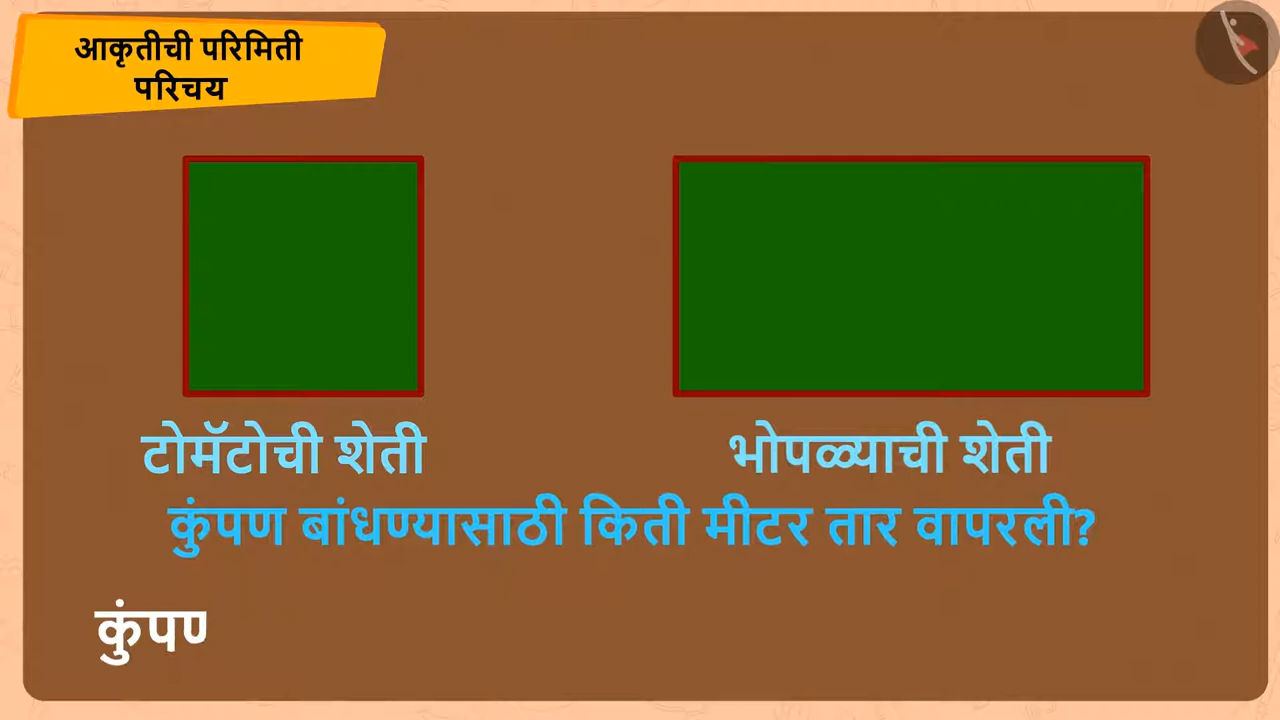 आकृतीची परिमिती
परिचय
टोमॅटोची शेती
भोपळ्याची शेती
कुंपण बांधण्यासाठी किती मीटर तार वापरली?
कुंपण